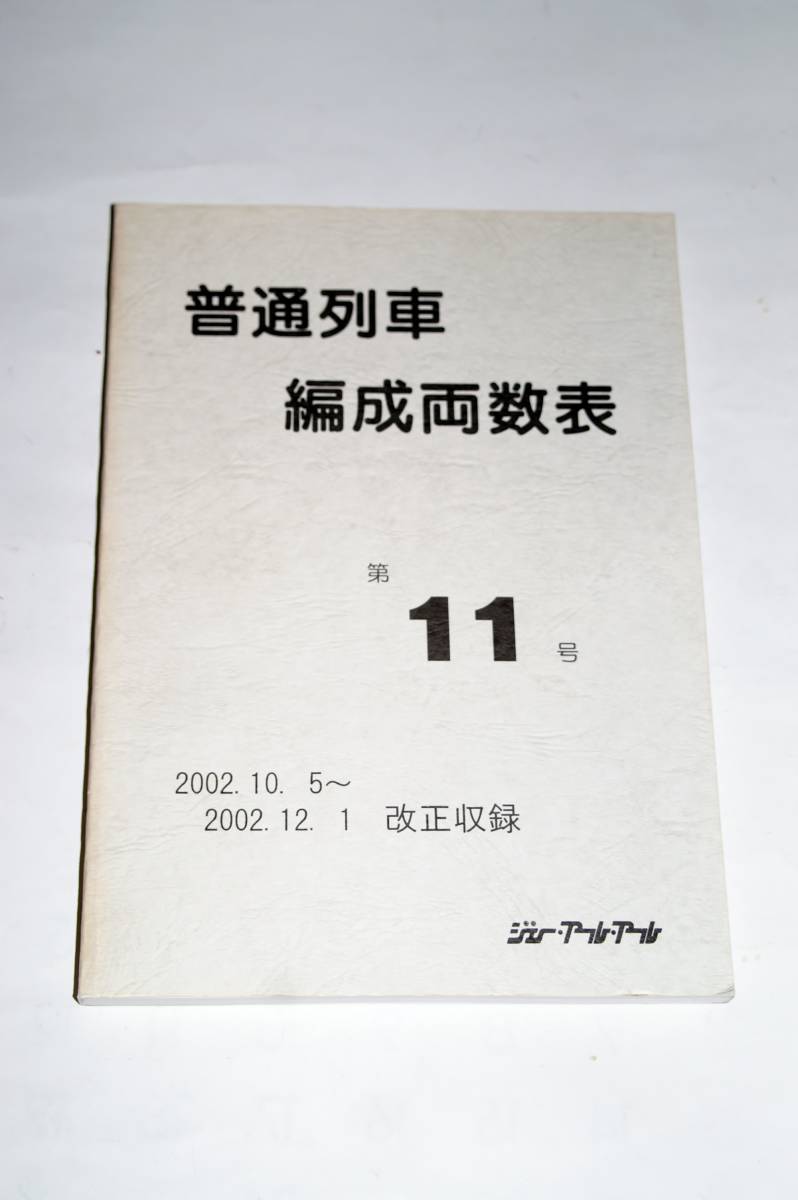 普通列車
編成両数表
第
11
号
2002.10. 5～
2002.12. 1 改正収録
ジェー・アール・アール